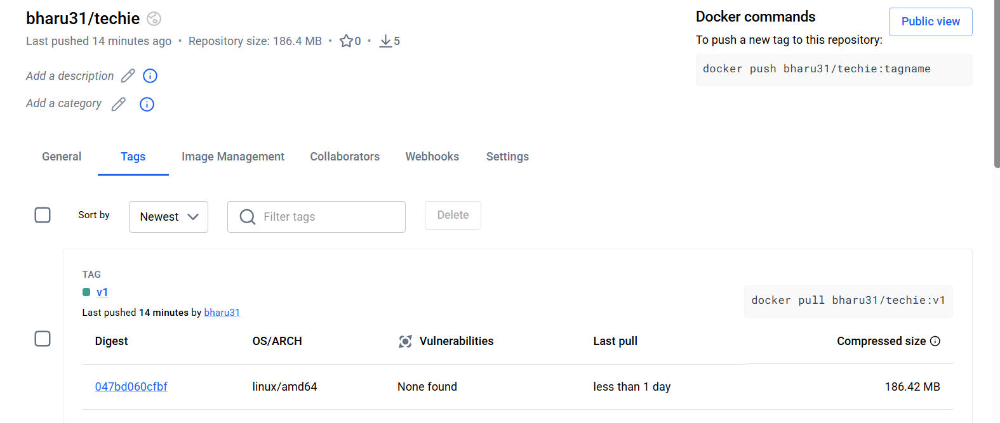 bharu31/techie
Last pushed 14 minutes ago • Repository size: 186.4 MB • 0 • 5
Add a description
Add a category
Docker commands
Public view
To push a new tag to this repository:
docker push bharu31/techie:tagname
General Tags Image Management Collaborators Webhooks Settings
Sort by Newest Filter tags Delete
TAG
v1
Last pushed 14 minutes by bharu31
docker pull bharu31/techie:v1
Digest OS/ARCH Vulnerabilities Last pull Compressed size
047bd060cfbf linux/amd64 None found less than 1 day 186.42 MB